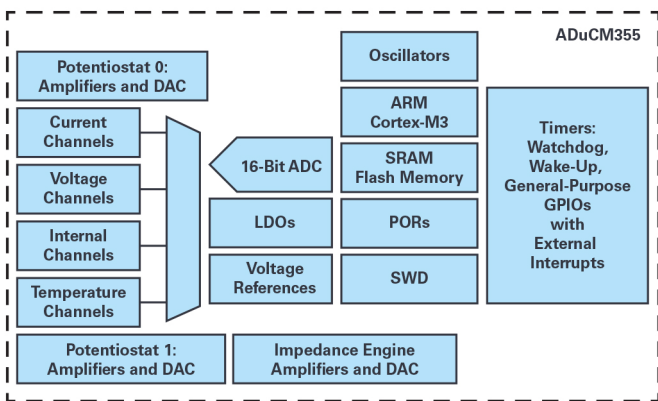 ADuCM355
Potentiostat 0:
Amplifiers and DAC
Current
Channels
Voltage
Channels
Internal
Channels
Temperature
Channels
16-Bit ADC
LDOs
Voltage
References
Oscillators
ARM
Cortex-M3
SRAM
Flash Memory
PORs
SWD
Timers:
Watchdog,
Wake-Up,
General-Purpose
GPIOs
with
External
Interrupts
Potentiostat 1:
Amplifiers and DAC
Impedance Engine
Amplifiers and DAC